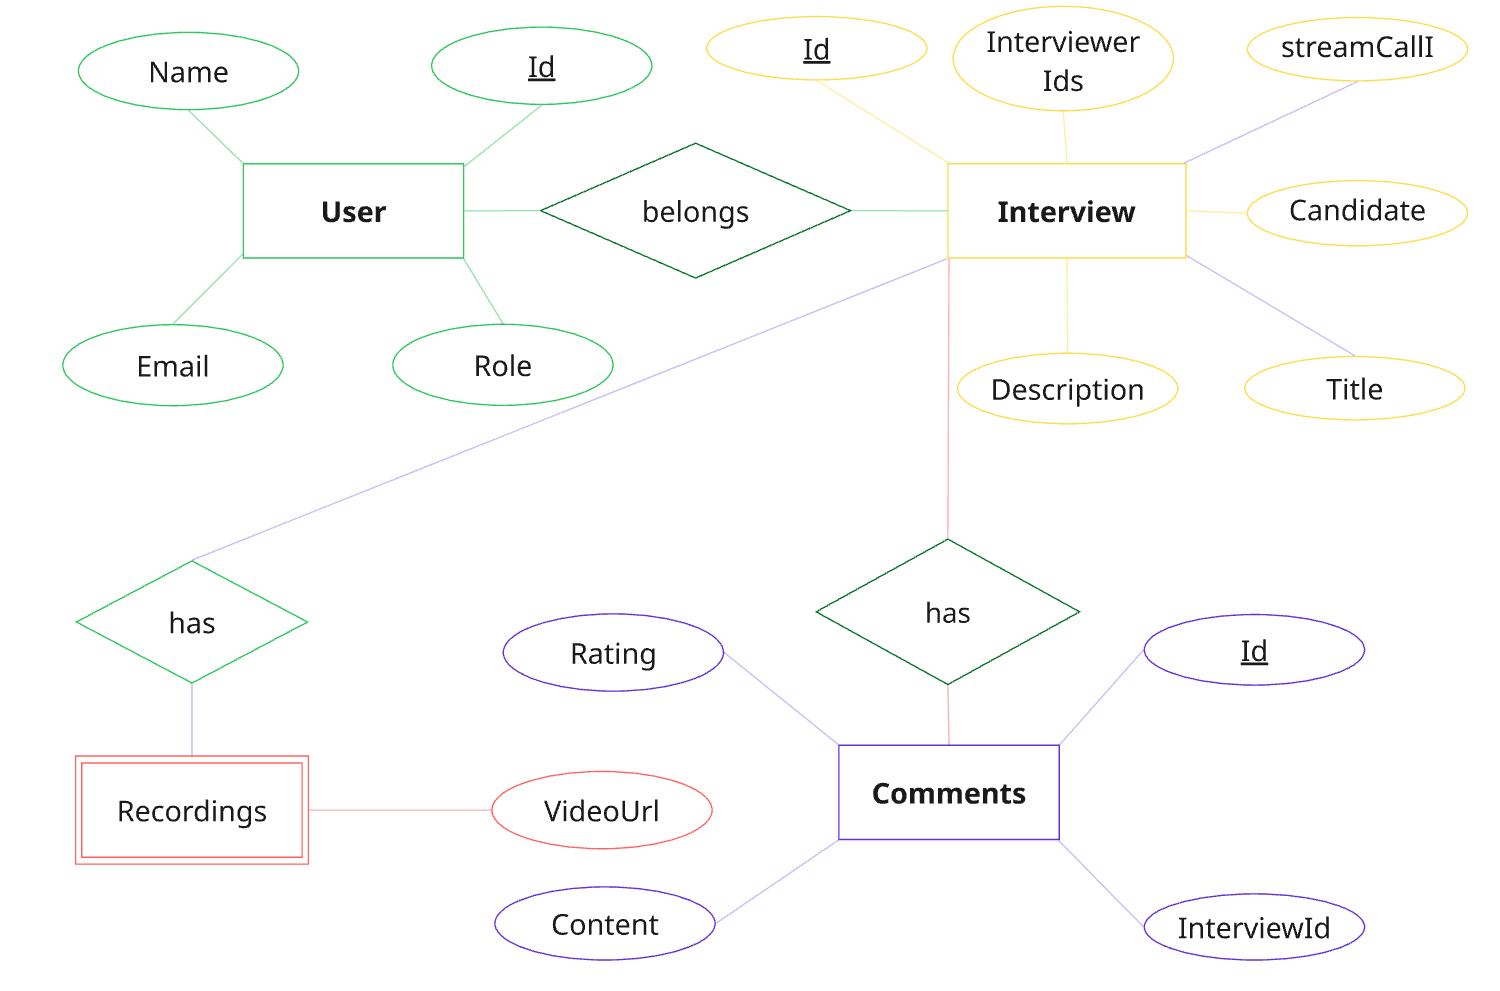 Name
Id
Id
Interviewer
Ids
streamCallI
User
belongs
Interview
Candidate
Email
Role
Description
Title
has
has
Rating
Id
Recordings
VideoUrl
Comments
Content
InterviewId